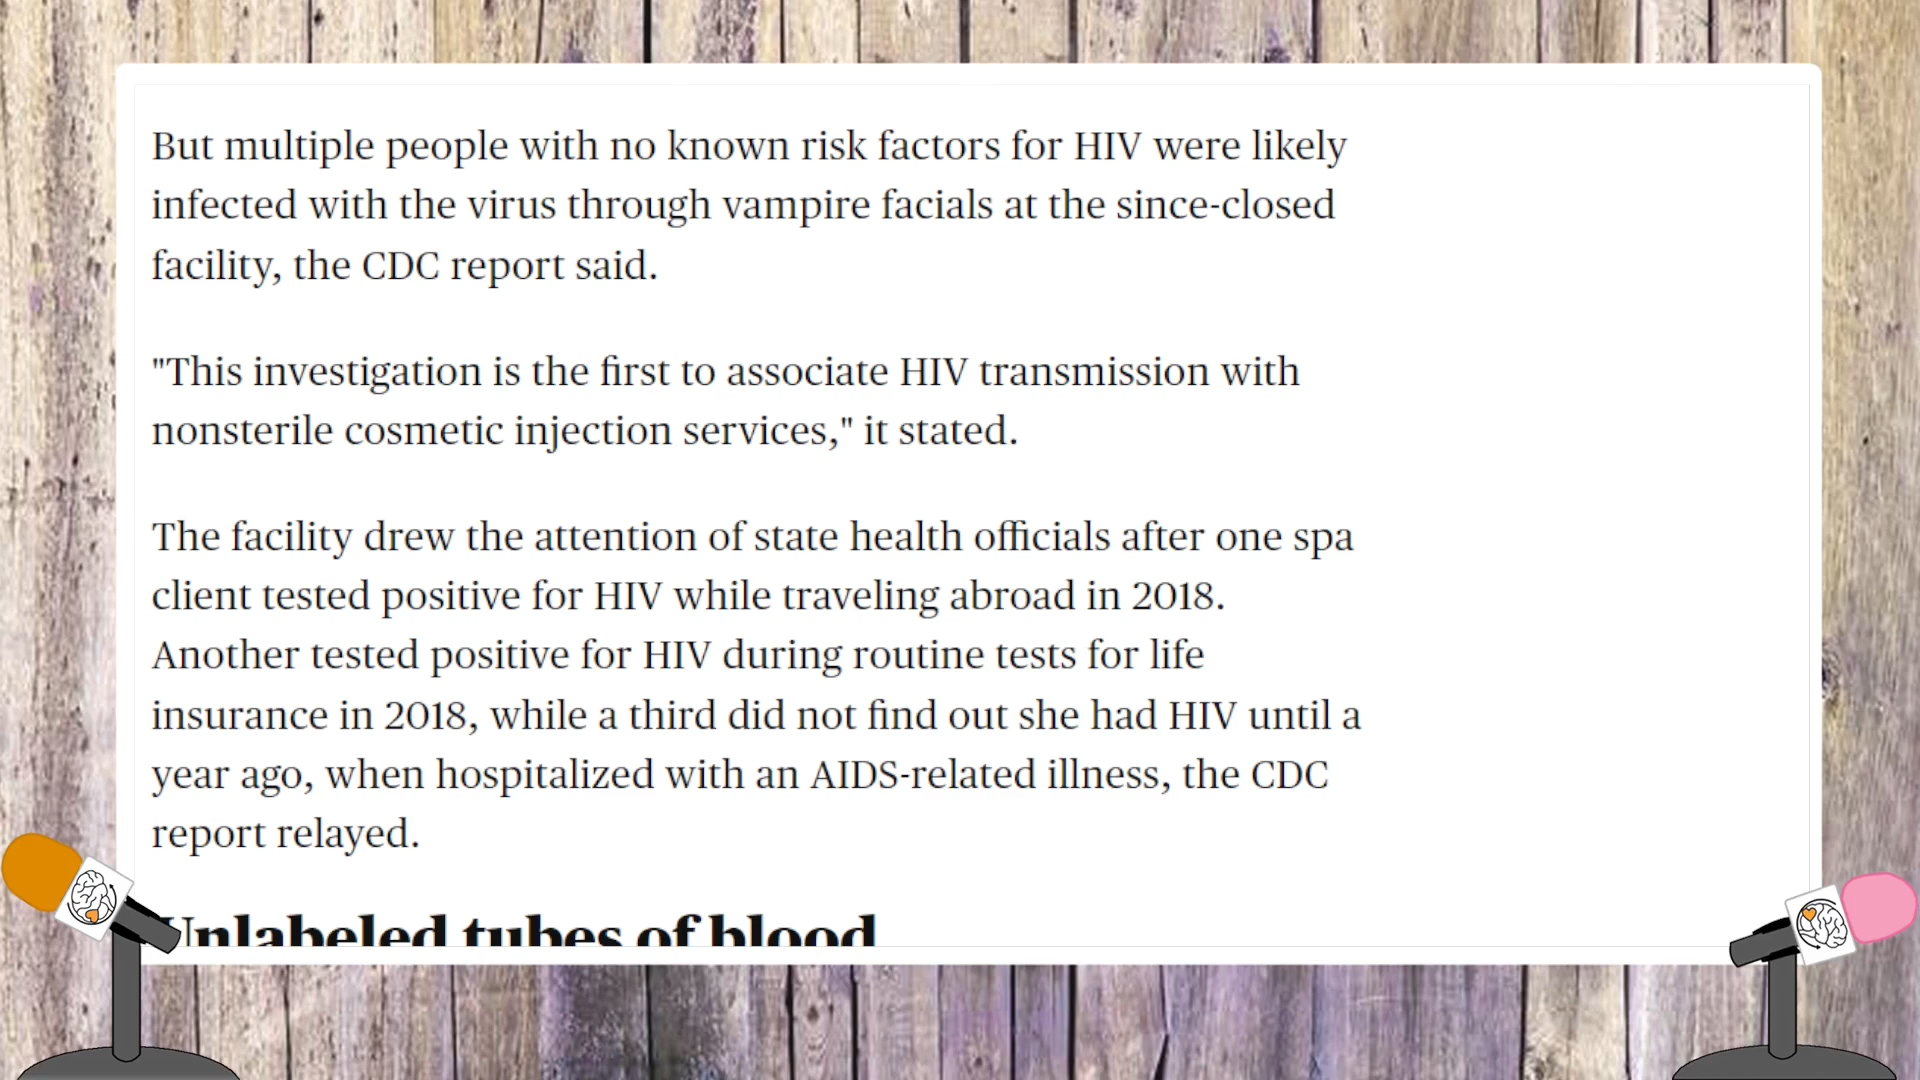 But multiple people with no known risk factors for HIV were likely
infected with the virus through vampire facials at the since-closed
facility, the CDC report said.
"This investigation is the first to associate HIV transmission with
nonsterile cosmetic injection services," it stated.
The facility drew the attention of state health officials after one spa
client tested positive for HIV while traveling abroad in 2018.
Another tested positive for HIV during routine tests for life
insurance in 2018, while a third did not find out she had HIV until a
year ago, when hospitalized with an AIDS-related illness, the CDC
report relayed.
Unlabeled tubes of blood